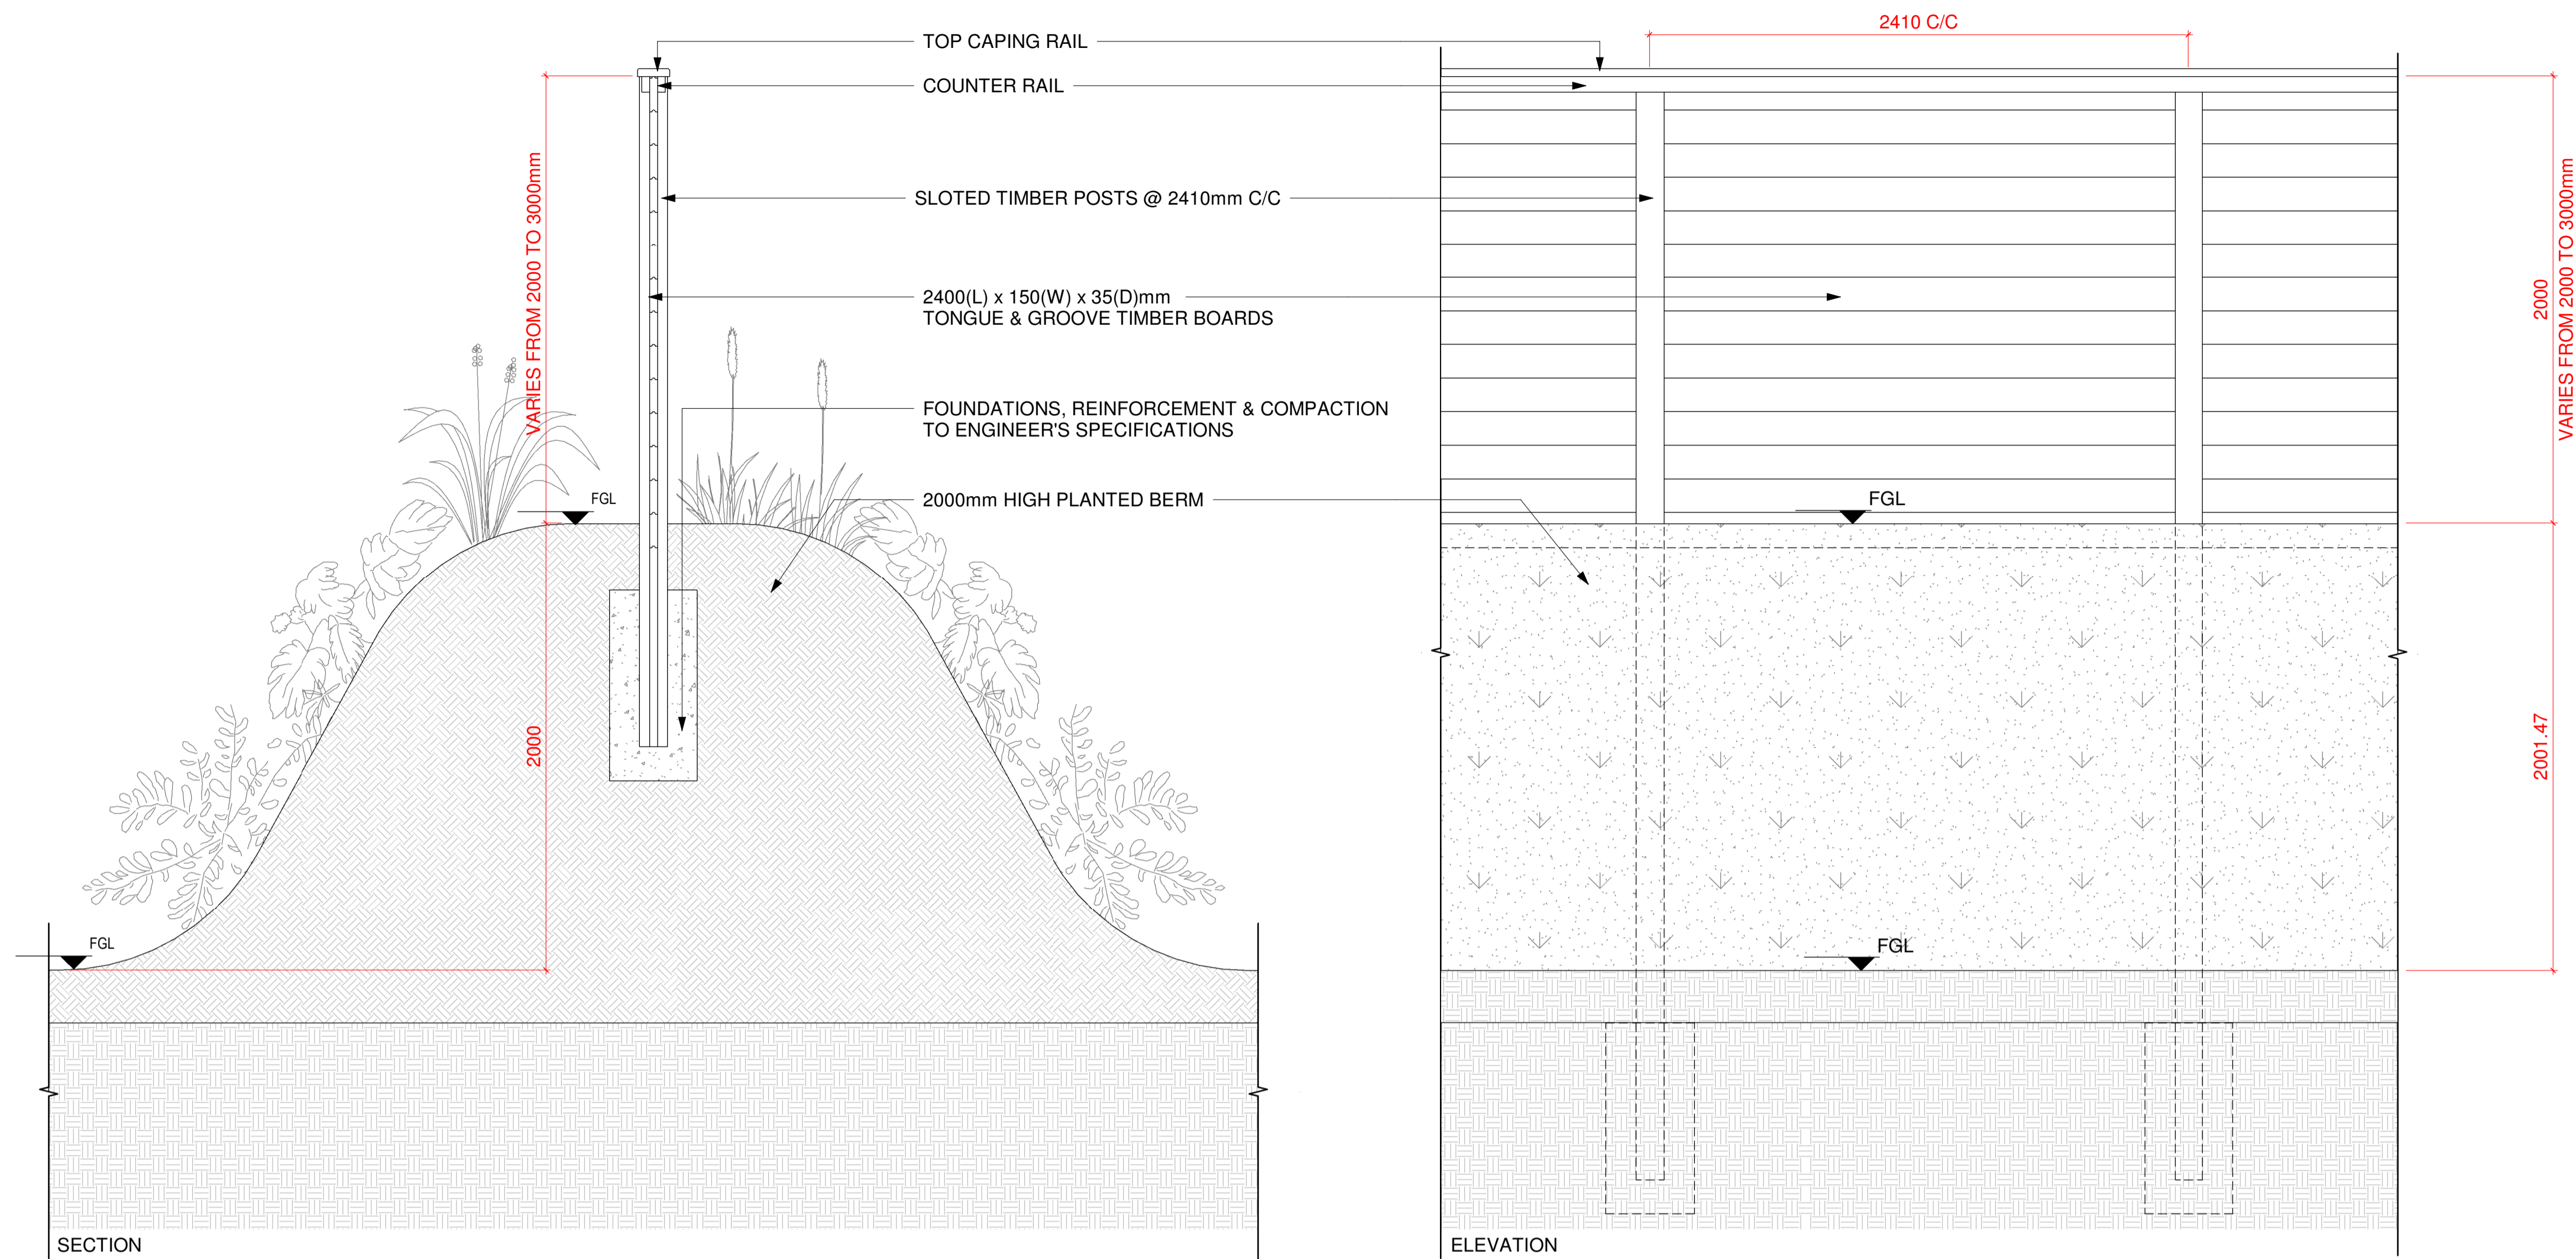 2410 C/C
TOP CAPING RAIL
COUNTER RAIL
VARIES FROM 2000 TO 3000mm
SLOTED TIMBER POSTS @ 2410mm C/C
2400(L) x 150(W) x 35(D)mm
TONGUE & GROOVE TIMBER BOARDS
FOUNDATIONS, REINFORCEMENT & COMPACTION
TO ENGINEER'S SPECIFICATIONS
FGL
2000mm HIGH PLANTED BERM
2000
FGL
SECTION
2000
VARIES FROM 2000 TO 3000mm
FGL
2001.47
FGL
ELEVATION